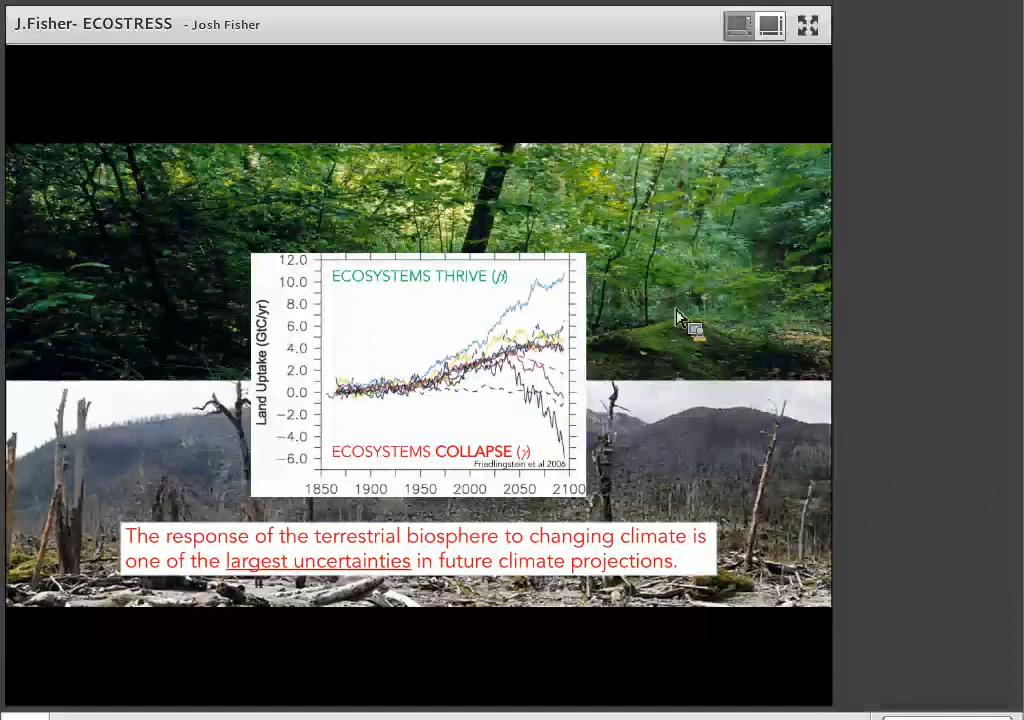 J.Fisher- ECOSTRESS - Josh Fisher
12.0
10.0
8.0
6.0
4.0
2.0
0.0
−2.0
−4.0
−6.0
Land Uptake (GtC/yr)
ECOSYSTEMS THRIVE (β)
ECOSYSTEMS COLLAPSE (γ)
Friedlingstein et al 2006
1850 1900 1950 2000 2050 2100
The response of the terrestrial biosphere to changing climate is
one of the largest uncertainties in future climate projections.